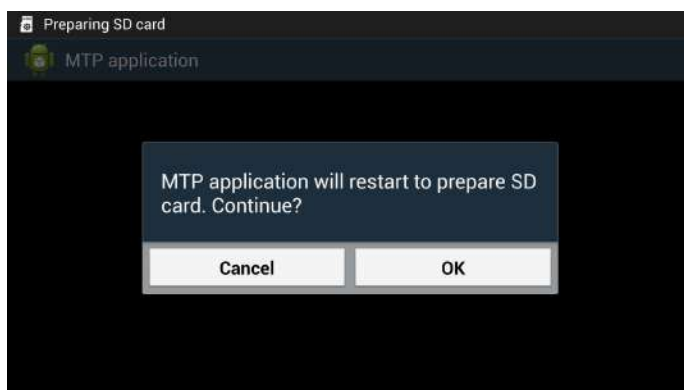 Preparing SD card
MTP application
MTP application will restart to prepare SD
card. Continue?
Cancel
OK